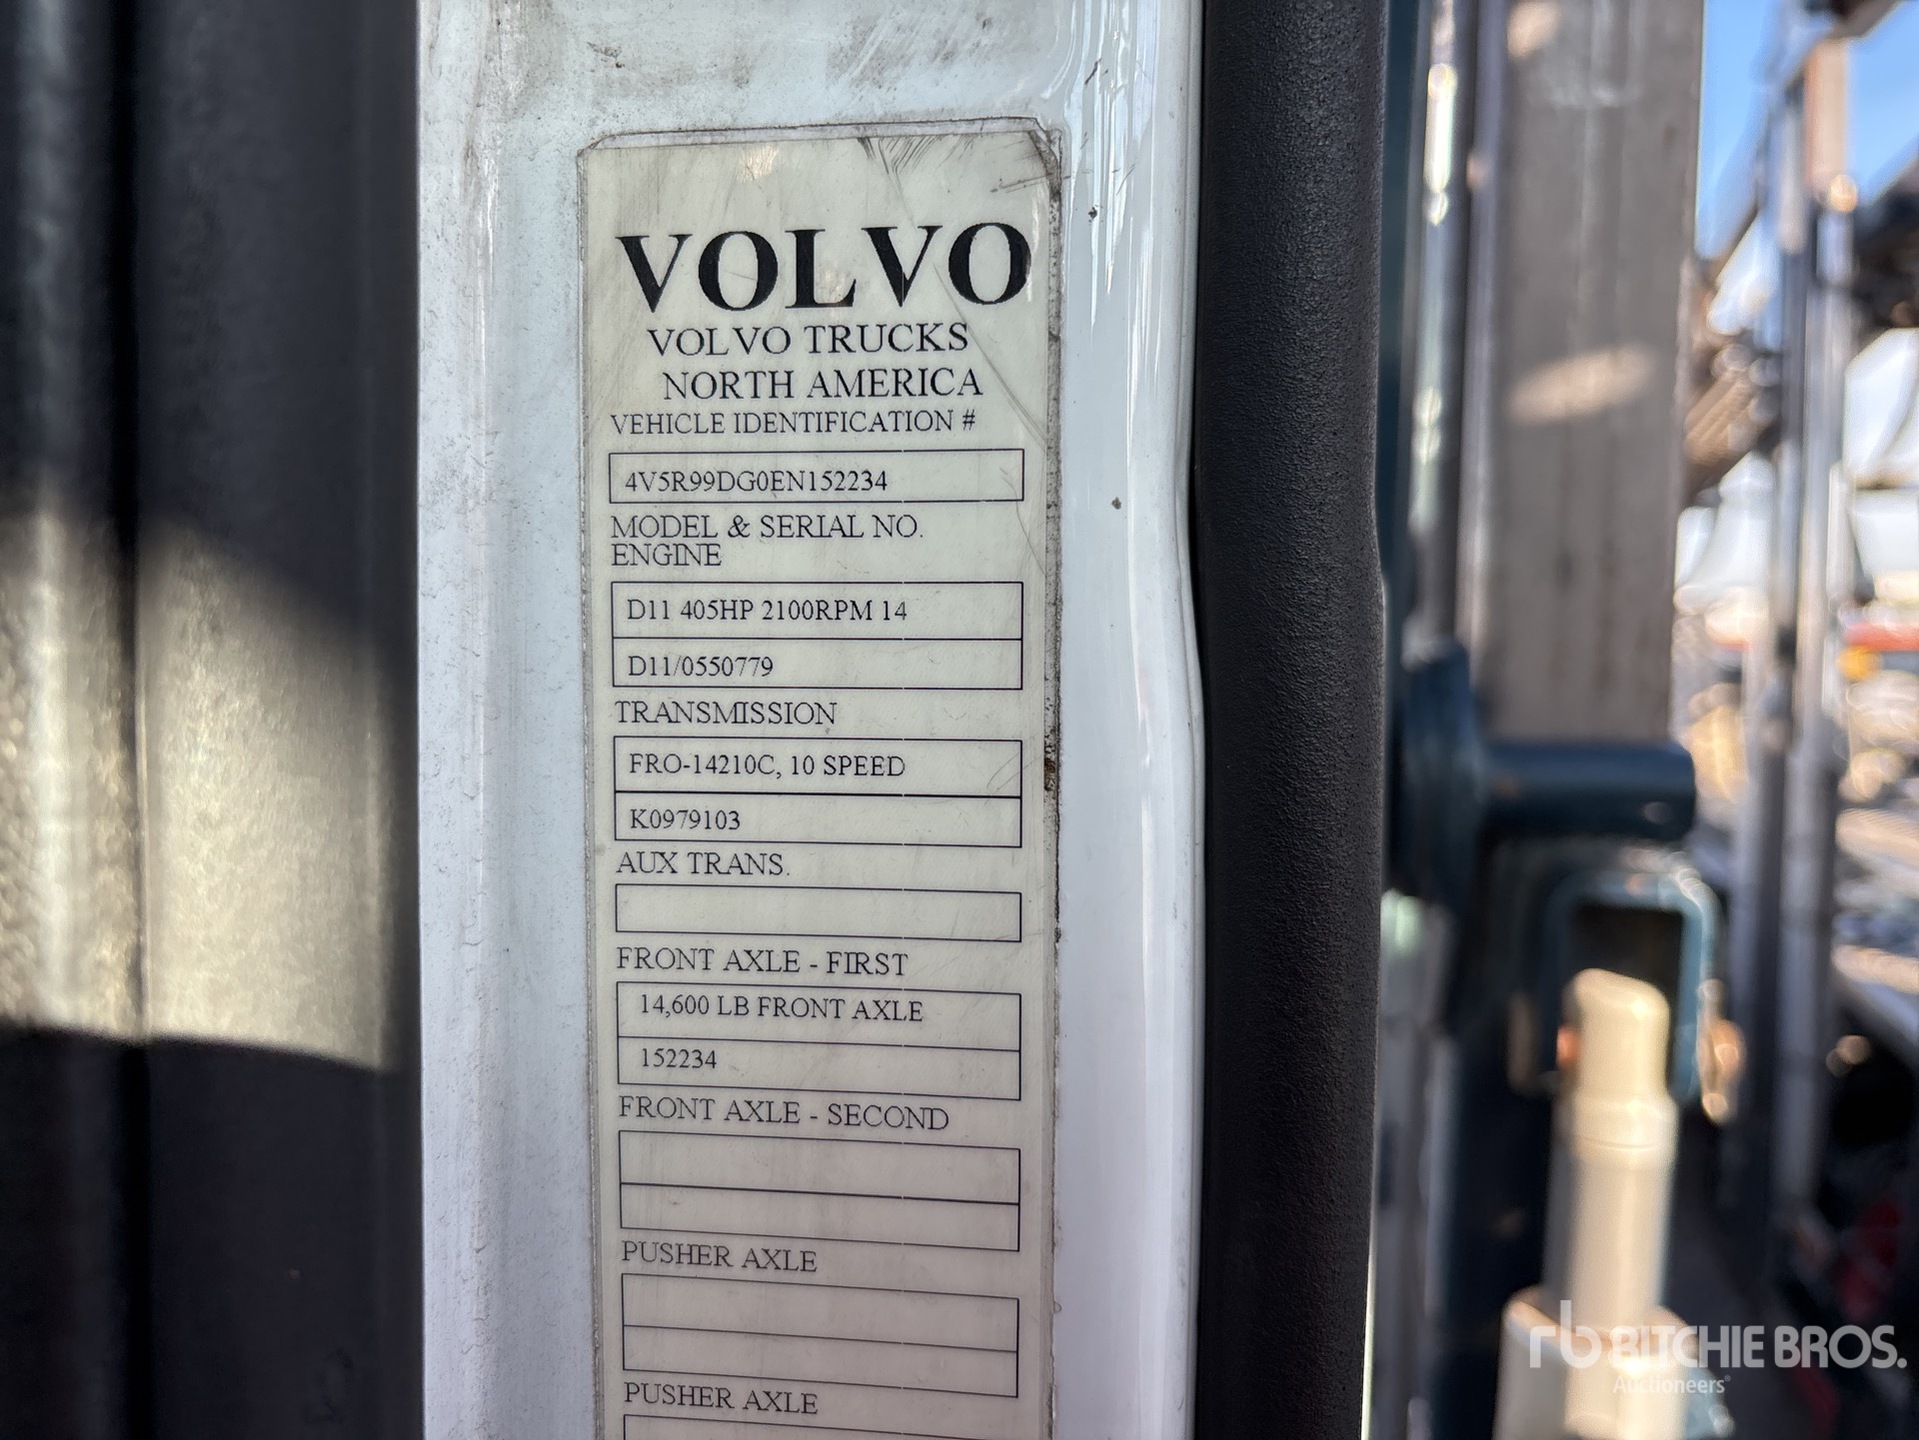 VOLVO
VOLVO TRUCKS
NORTH AMERICA
VEHICLE IDENTIFICATION #
4V5R99DG0EN152234
MODEL & SERIAL NO.
ENGINE
D11 405HP 2100RPM 14
D11/0550779
TRANSMISSION
FRO-14210C, 10 SPEED
K0979103
AUX TRANS.
FRONT AXLE - FIRST
14,600 LB FRONT AXLE
152234
FRONT AXLE - SECOND
PUSHER AXLE
PUSHER AXLE
rb RITCHIE BROS.
Auctioneers®